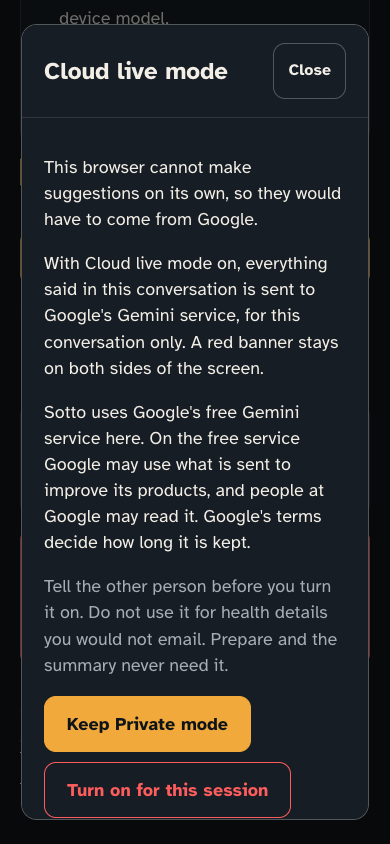 device model.
Cloud live mode
Close
This browser cannot make
suggestions on its own, so they would
have to come from Google.
With Cloud live mode on, everything
said in this conversation is sent to
Google's Gemini service, for this
conversation only. A red banner stays
on both sides of the screen.
Sotto uses Google's free Gemini
service here. On the free service
Google may use what is sent to
improve its products, and people at
Google may read it. Google's terms
decide how long it is kept.
Tell the other person before you turn
it on. Do not use it for health details
you would not email. Prepare and the
summary never need it.
Keep Private mode
Turn on for this session